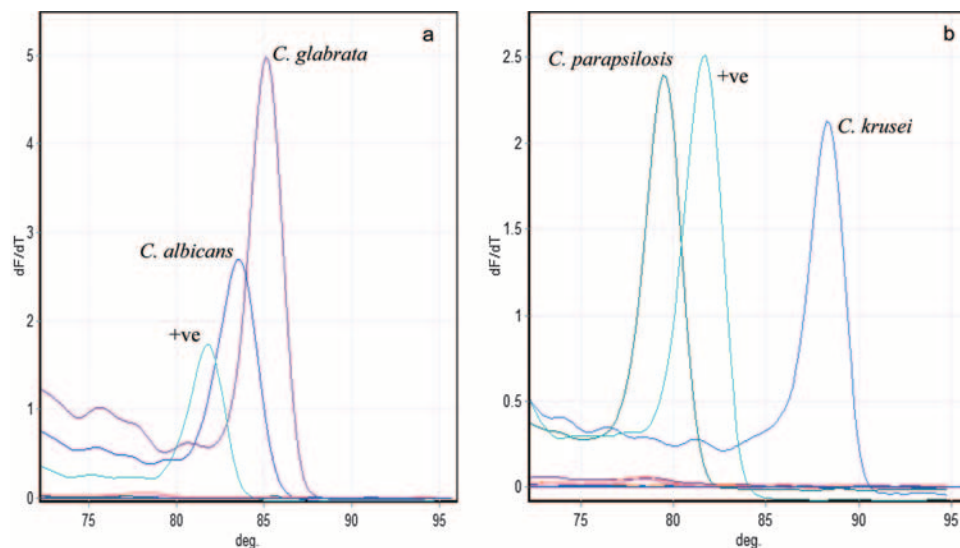 a
C. glabrata
C. albicans
+ve
dF/dT
5
4
3
2
1
0
75 80 85 90 95
deg.
b
C. parapsilosis
+ve
C. krusei
dF/dT
2.5
2
1.5
1
0.5
0
75 80 85 90 95
deg.